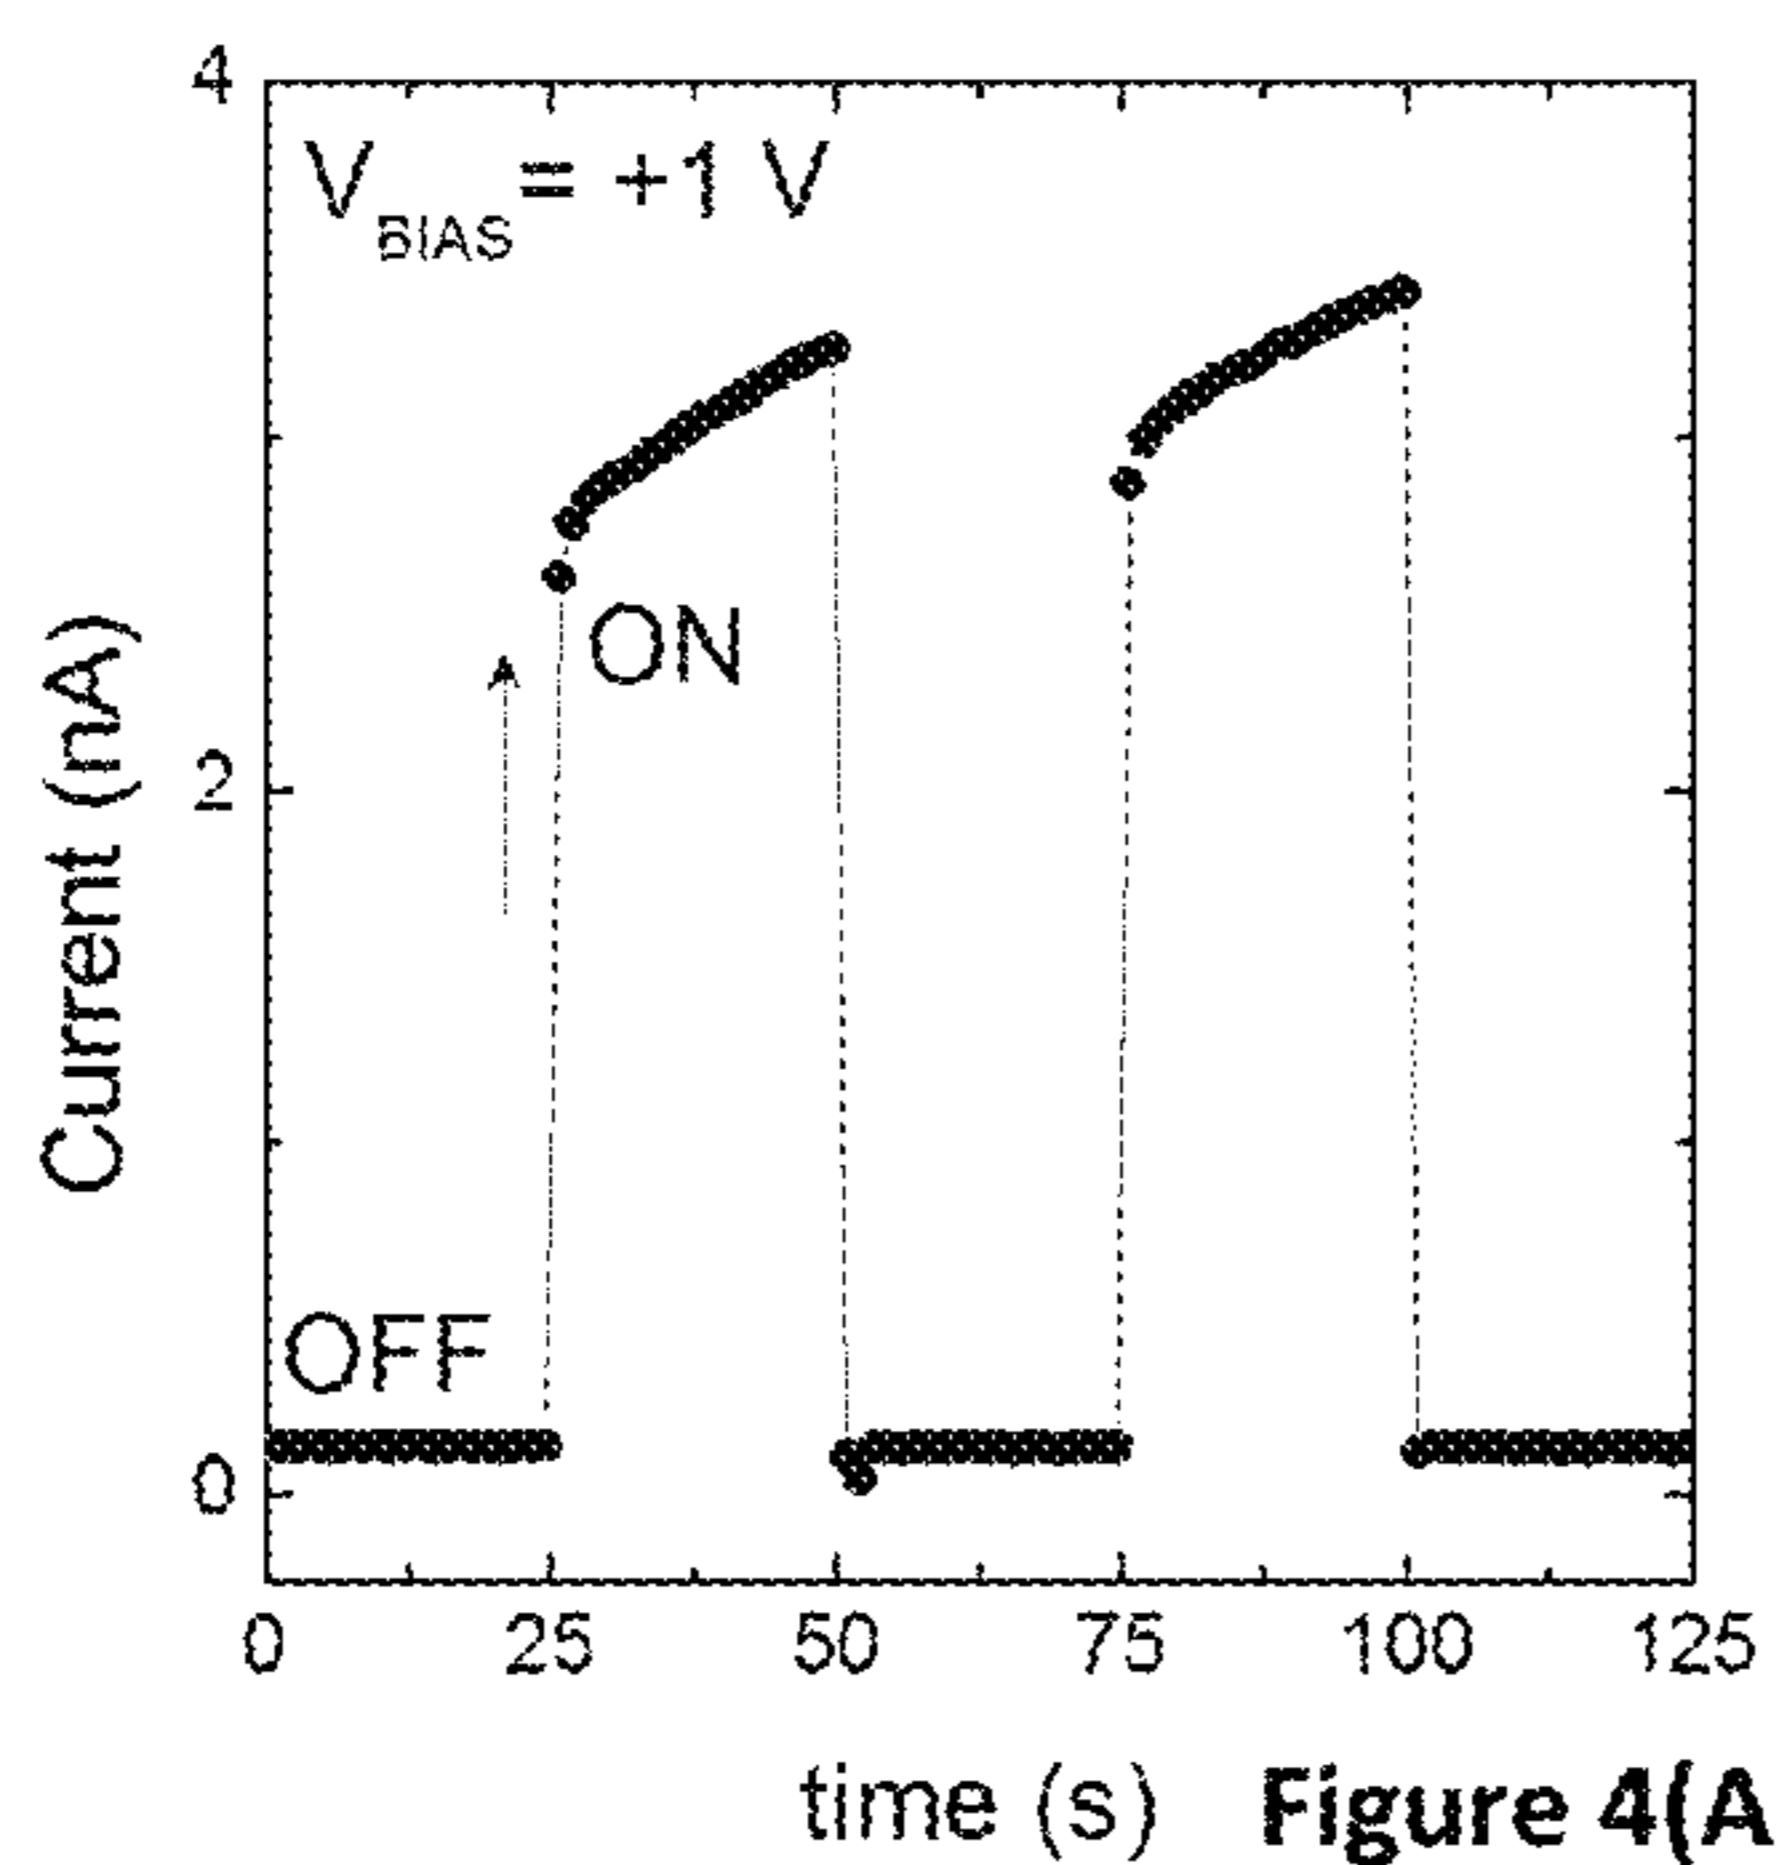 4
V_BIAS = +1 V
ON
2
Current (nA)
OFF
0
0 25 50 75 100 125
time (s) Figure 4(A